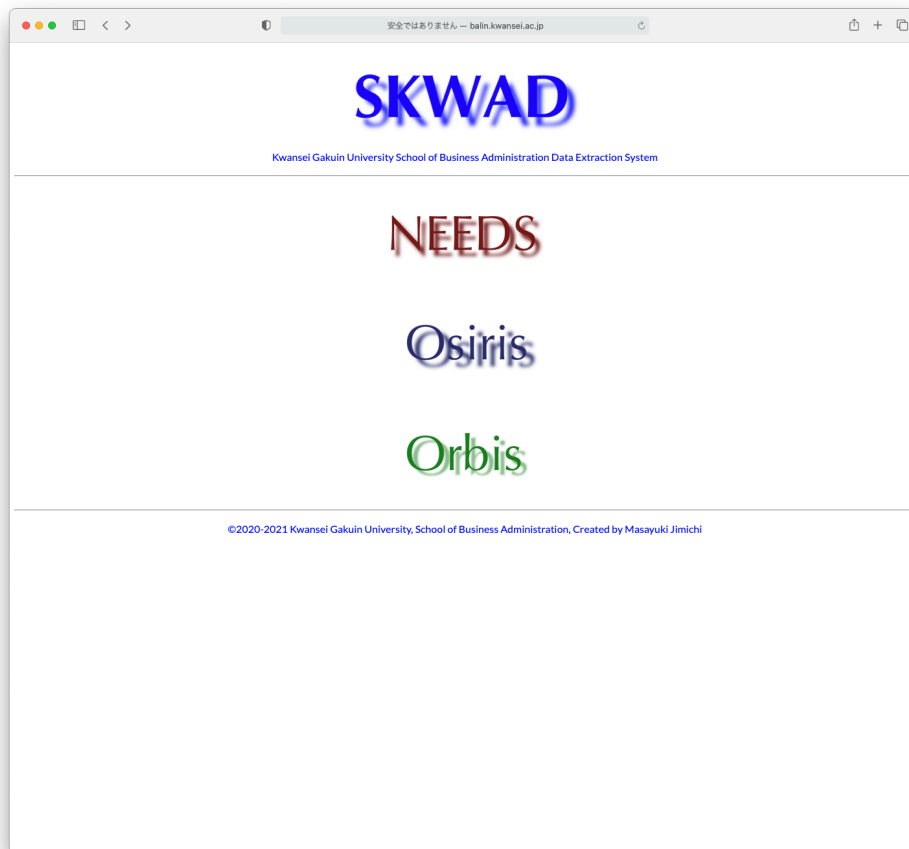 安全ではありません — balin.kwansei.ac.jp
SKWAD
Kwansei Gakuin University School of Business Administration Data Extraction System
NEEDS
Osiris
Orbis
©2020-2021 Kwansei Gakuin University, School of Business Administration, Created by Masayuki Jimichi